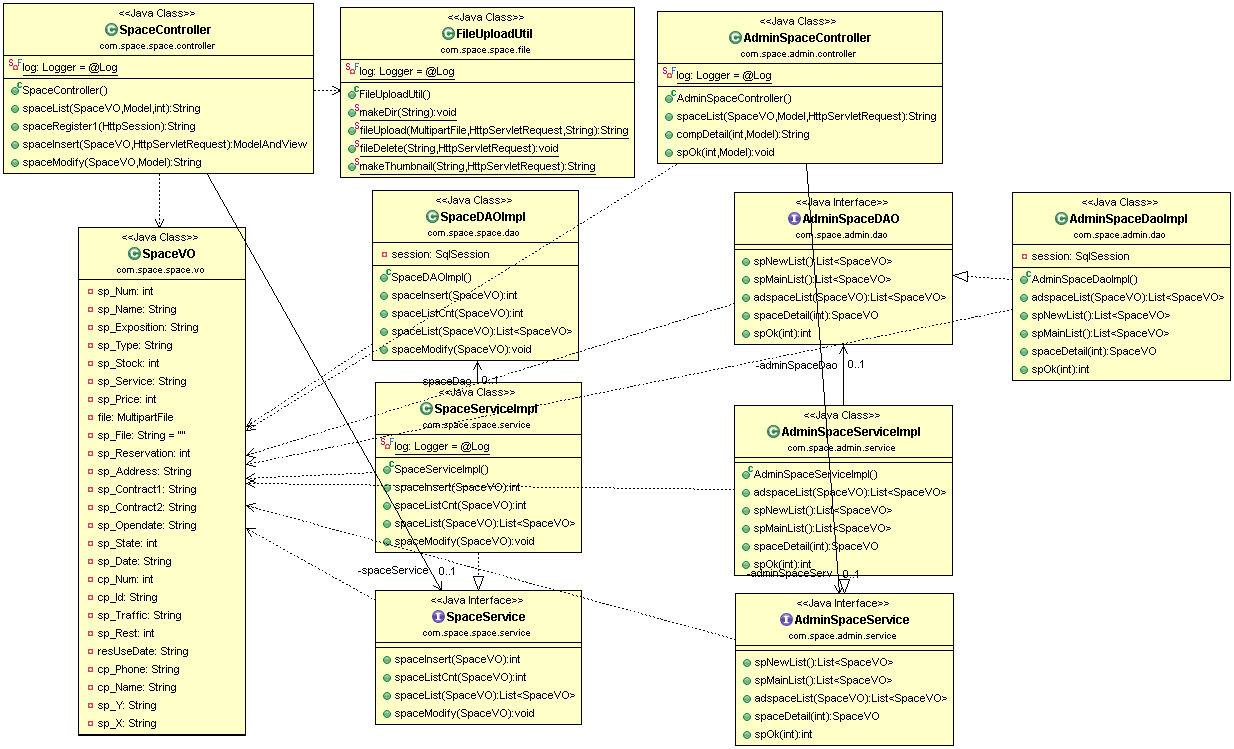 <<Java Class>>
SpaceController
com.space.space.controller
log: Logger = @Log
SpaceController()
spaceList(SpaceVO,Model,int):String
spaceRegister1(HttpSession):String
spaceInsert(SpaceVO,HttpServletRequest):ModelAndView
spaceModify(SpaceVO,Model):String
<<Java Class>>
FileUploadUtil
com.space.space.file
log: Logger = @Log
FileUploadUtil()
makeDir(String):void
fileUpload(MultipartFile,HttpServletRequest,String):String
fileDelete(String,HttpServletRequest):void
makeThumbnail(String,HttpServletRequest):String
<<Java Class>>
AdminSpaceController
com.space.admin.controller
log: Logger = @Log
AdminSpaceController()
spaceList(SpaceVO,Model,HttpServletRequest):String
compDetail(int,Model):String
spOk(int,Model):void
<<Java Class>>
SpaceVO
com.space.space.vo
sp_Num: int
sp_Name: String
sp_Exposition: String
sp_Type: String
sp_Stock: int
sp_Service: String
sp_Price: int
file: MultipartFile
sp_File: String = ""
sp_Reservation: int
sp_Address: String
sp_Contract1: String
sp_Contract2: String
sp_Opendate: String
sp_State: int
sp_Date: String
cp_Num: int
cp_Id: String
sp_Traffic: String
sp_Rest: int
resUseDate: String
cp_Phone: String
cp_Name: String
sp_Y: String
sp_X: String
<<Java Class>>
SpaceDAOImpl
com.space.space.dao
session: SqlSession
SpaceDAOImpl()
spaceInsert(SpaceVO):int
spaceListCnt(SpaceVO):int
spaceList(SpaceVO):List<SpaceVO>
spaceModify(SpaceVO):void
-spaceDao 0..1
<<Java Class>>
SpaceServiceImpl
com.space.space.service
log: Logger = @Log
SpaceServiceImpl()
spaceInsert(SpaceVO):int
spaceListCnt(SpaceVO):int
spaceList(SpaceVO):List<SpaceVO>
spaceModify(SpaceVO):void
-spaceService 0..1
<<Java Interface>>
SpaceService
com.space.space.service
spaceInsert(SpaceVO):int
spaceListCnt(SpaceVO):int
spaceList(SpaceVO):List<SpaceVO>
spaceModify(SpaceVO):void
<<Java Interface>>
AdminSpaceDAO
com.space.admin.dao
spNewList():List<SpaceVO>
spMainList():List<SpaceVO>
adspaceList(SpaceVO):List<SpaceVO>
spaceDetail(int):SpaceVO
spOk(int):int
-adminSpaceDao 0..1
<<Java Class>>
AdminSpaceServiceImpl
com.space.admin.service
AdminSpaceServiceImpl()
adspaceList(SpaceVO):List<SpaceVO>
spNewList():List<SpaceVO>
spMainList():List<SpaceVO>
spaceDetail(int):SpaceVO
spOk(int):int
-adminSpaceServ 0..1
<<Java Interface>>
AdminSpaceService
com.space.admin.service
spNewList():List<SpaceVO>
spMainList():List<SpaceVO>
adspaceList(SpaceVO):List<SpaceVO>
spaceDetail(int):SpaceVO
spOk(int):int
<<Java Class>>
AdminSpaceDaoImpl
com.space.admin.dao
session: SqlSession
AdminSpaceDaoImpl()
adspaceList(SpaceVO):List<SpaceVO>
spNewList():List<SpaceVO>
spMainList():List<SpaceVO>
spaceDetail(int):SpaceVO
spOk(int):int